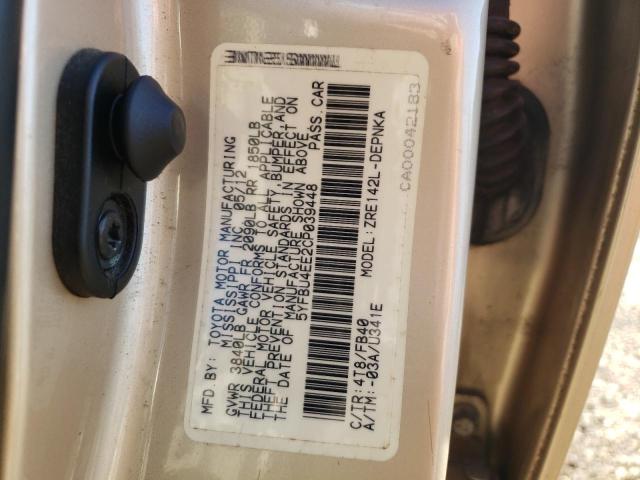 MFD BY: TOYOTA MOTOR MANUFACTURING
MISSISSIPPI INC. 05/12
GVWR 3840LB GAWR FR 2090LB RR 1850LB
THIS VEHICLE CONFORMS TO ALL APPLICABLE
FEDERAL MOTOR VEHICLE SAFETY, BUMPER, AND
THEFT PREVENTION STANDARDS IN EFFECT ON
THE DATE OF MANUFACTURE SHOWN ABOVE.
5YFBU4EE2CP039448 PASS. CAR
MODEL: ZRE142L-DEPNKA
C/TR: 4T8/FB40
A/TM: -03A/U341E
CA00042183